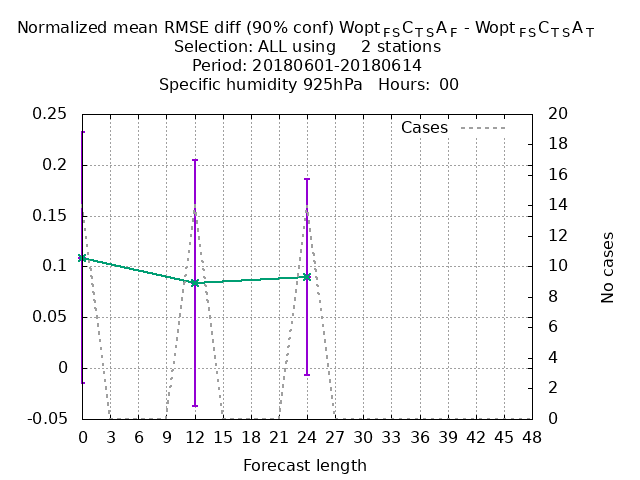 Normalized mean RMSE diff (90% conf) Wopt FS C TS A F - Wopt FS C TS A T
Selection: ALL using 2 stations
Period: 20180601-20180614
Specific humidity 925hPa Hours: 00
0.25
0.2
0.15
0.1
0.05
0
-0.05
Cases
20
18
16
14
12
10
8
6
4
2
0
No cases
0 3 6 9 12 15 18 21 24 27 30 33 36 39 42 45 48
Forecast length